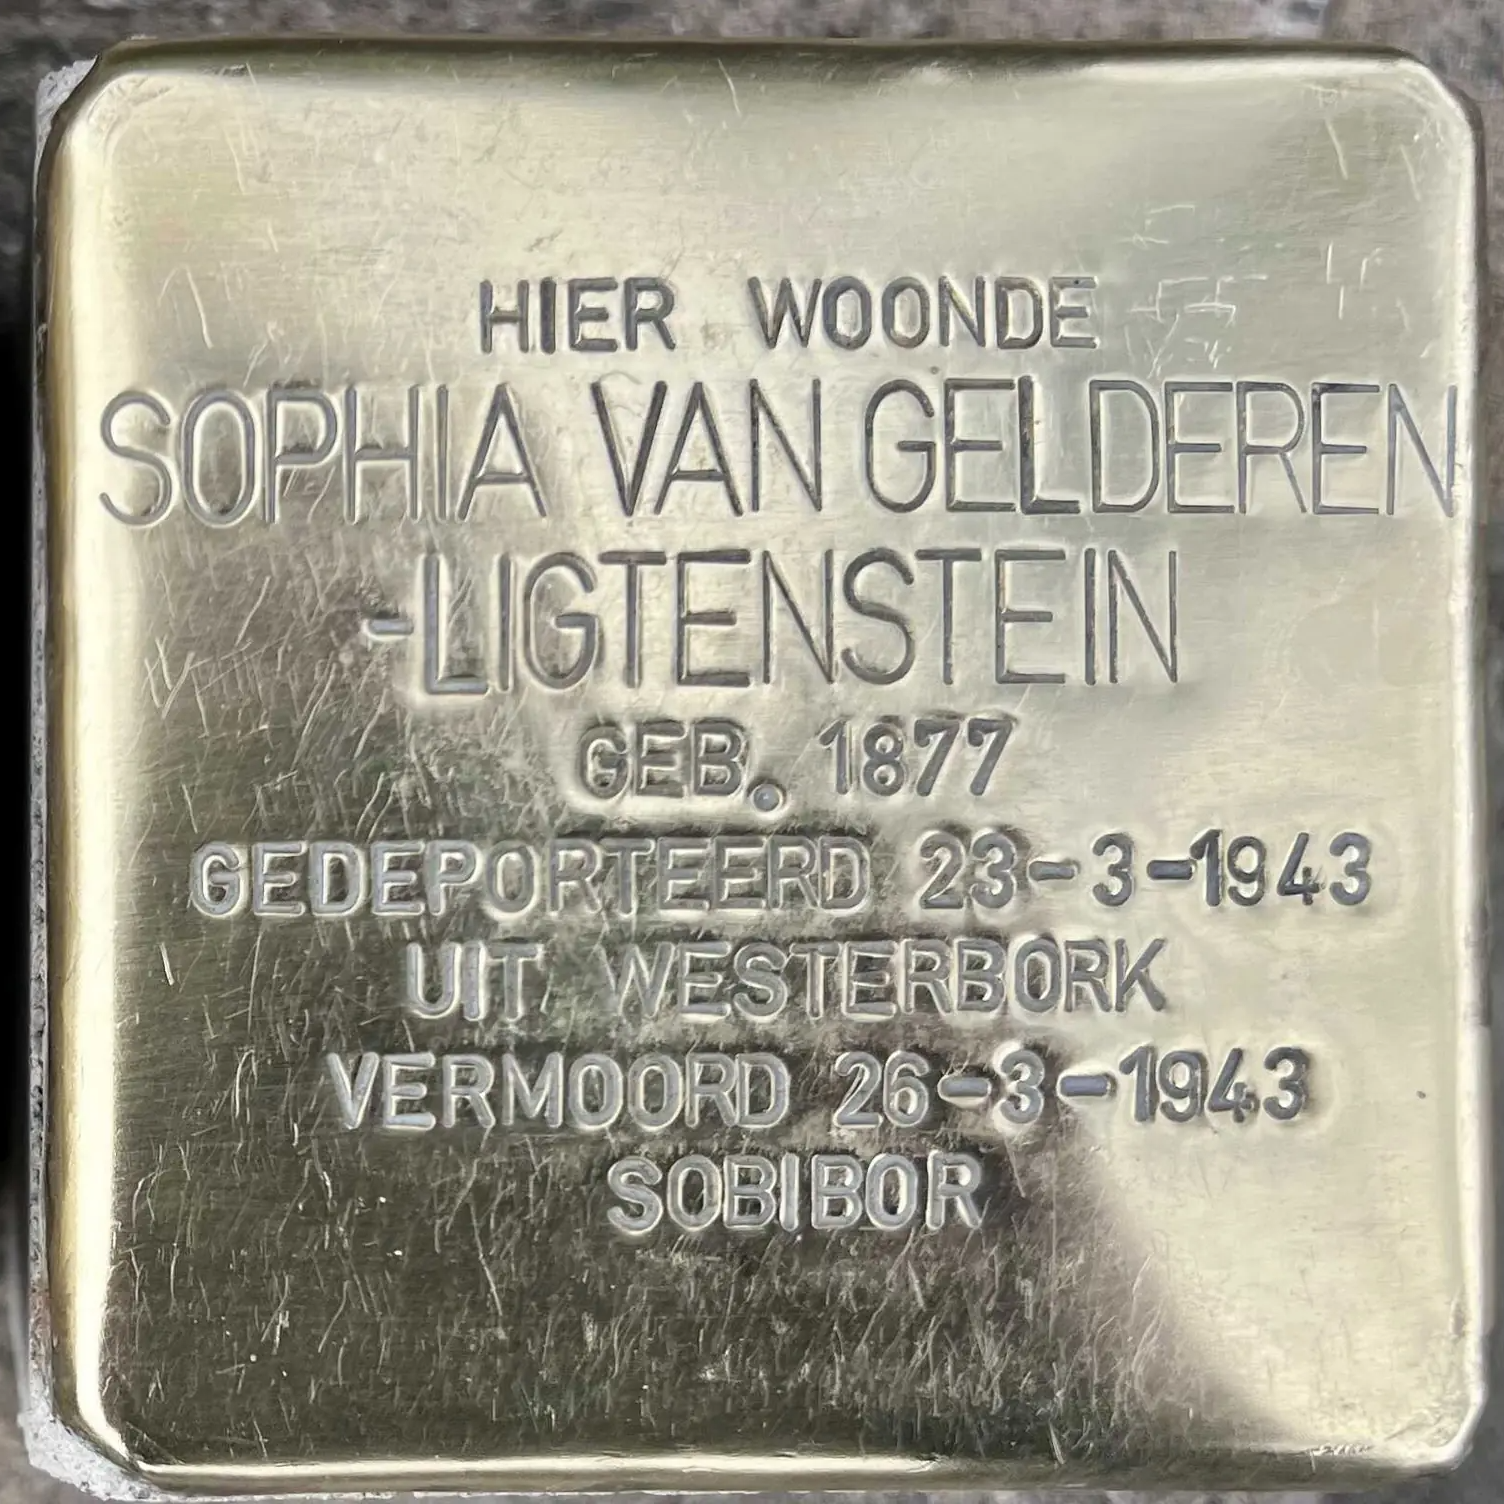 HIER WOONDE
SOPHIA VAN GELDEREN
-LIGTENSTEIN
GEB. 1877
GEDEPORTEERD 23-3-1943
UIT WESTERBORK
VERMOORD 26-3-1943
SOBIBOR